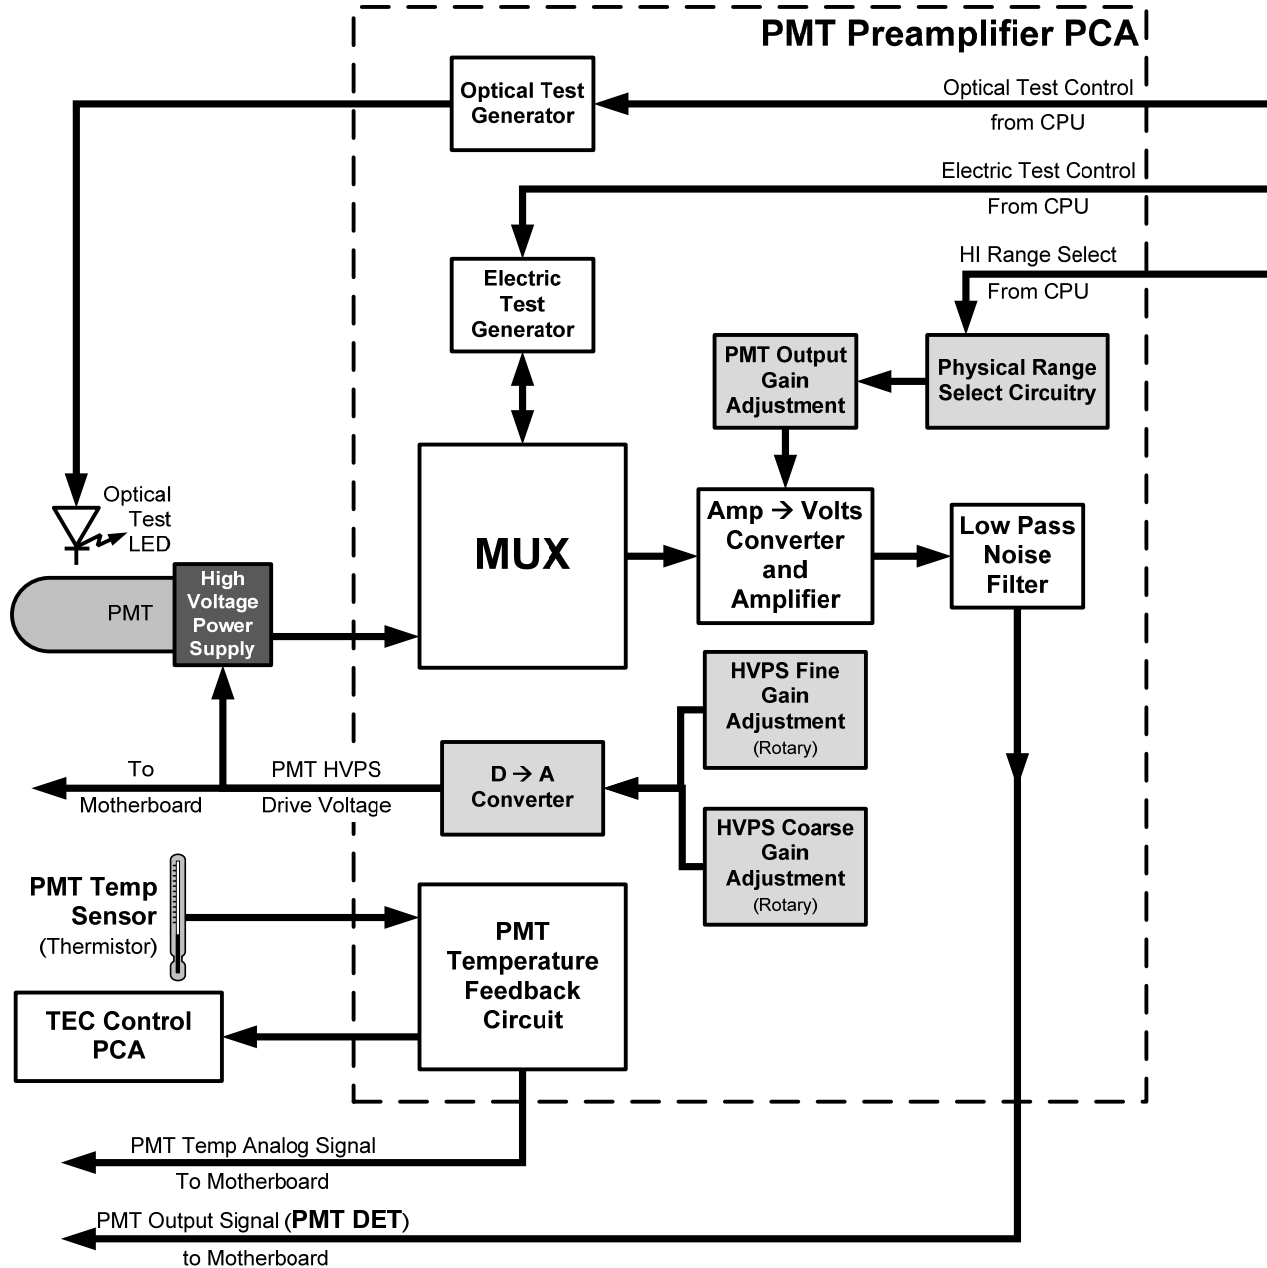 PMT Preamplifier PCA
Optical Test
Generator
Optical Test Control
from CPU
Electric Test Control
From CPU
HI Range Select
From CPU
Electric
Test
Generator
PMT Output
Gain
Adjustment
Physical Range
Select Circuitry
Optical
Test
LED
MUX
Amp → Volts
Converter
and
Amplifier
Low Pass
Noise
Filter
PMT
High
Voltage
Power
Supply
HVPS Fine
Gain
Adjustment
(Rotary)
To
Motherboard
PMT HVPS
Drive Voltage
D → A
Converter
HVPS Coarse
Gain
Adjustment
(Rotary)
PMT Temp
Sensor
(Thermistor)
PMT
Temperature
Feedback
Circuit
TEC Control
PCA
PMT Temp Analog Signal
To Motherboard
PMT Output Signal (PMT DET)
to Motherboard